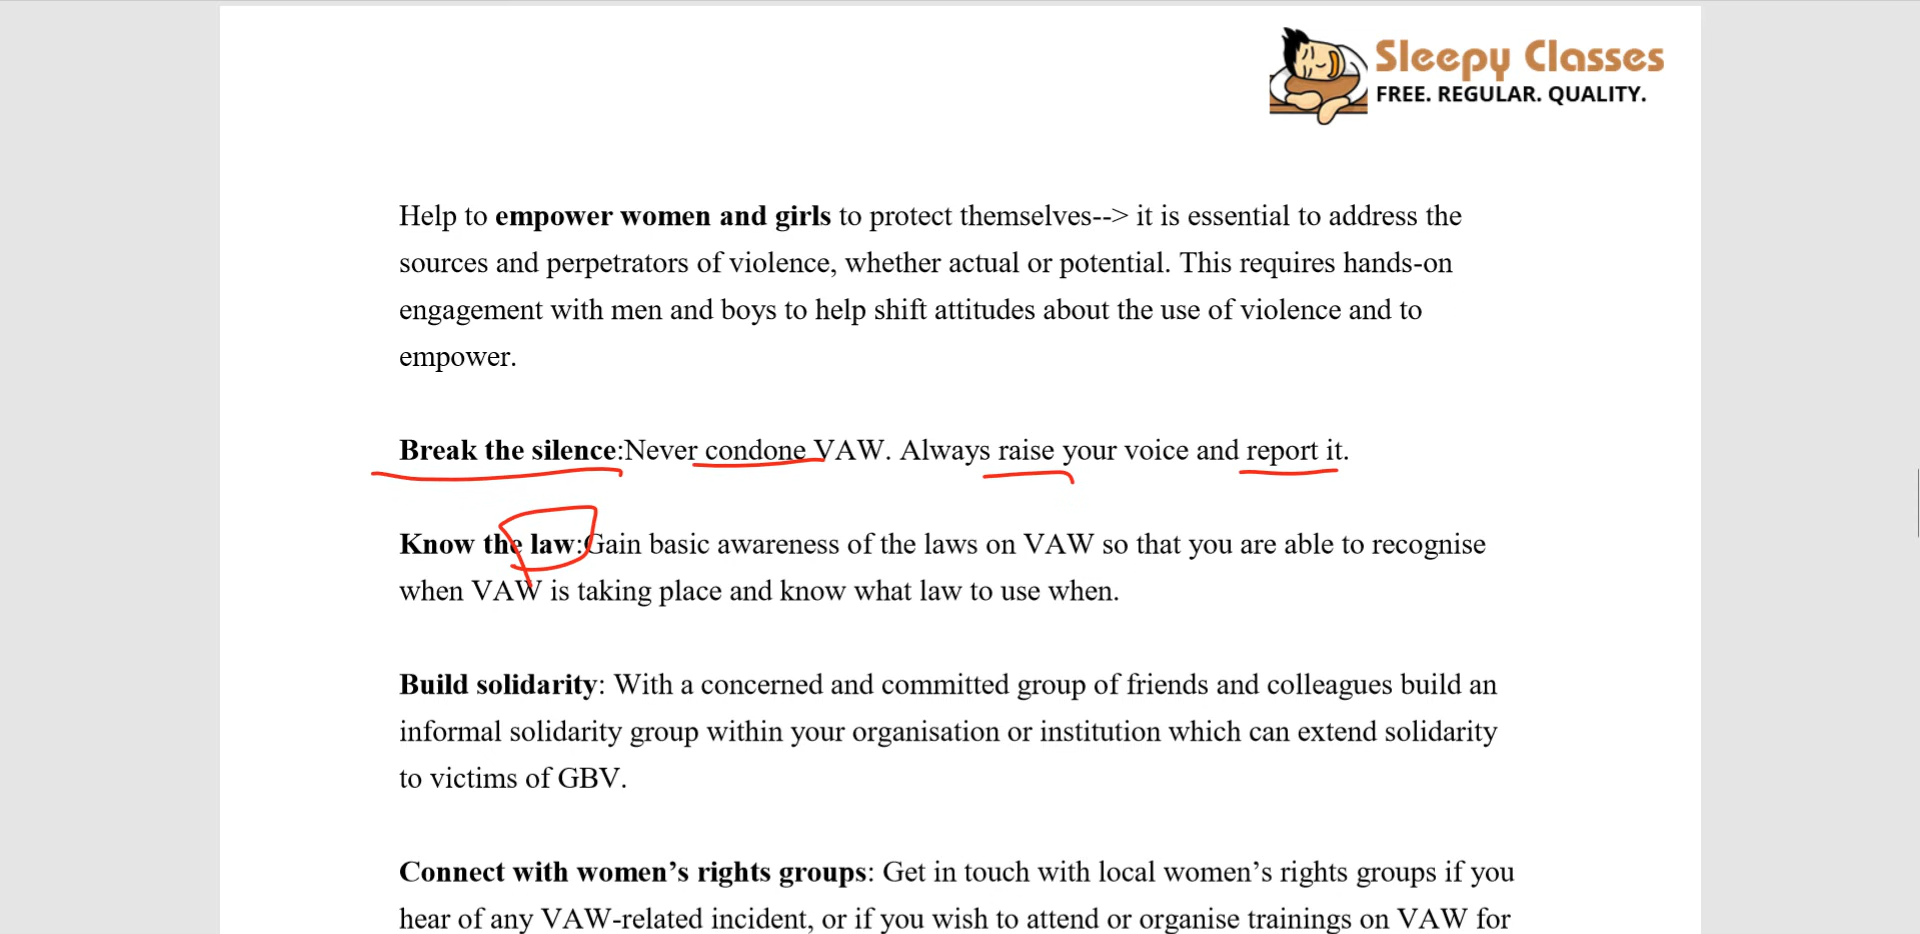 Sleepy Classes
FREE. REGULAR. QUALITY.
Help to empower women and girls to protect themselves--> it is essential to address the
sources and perpetrators of violence, whether actual or potential. This requires hands-on
engagement with men and boys to help shift attitudes about the use of violence and to
empower.
Break the silence:Never condone VAW. Always raise your voice and report it.
Know the law:Gain basic awareness of the laws on VAW so that you are able to recognise
when VAW is taking place and know what law to use when.
Build solidarity: With a concerned and committed group of friends and colleagues build an
informal solidarity group within your organisation or institution which can extend solidarity
to victims of GBV.
Connect with women’s rights groups: Get in touch with local women’s rights groups if you
hear of any VAW-related incident, or if you wish to attend or organise trainings on VAW for